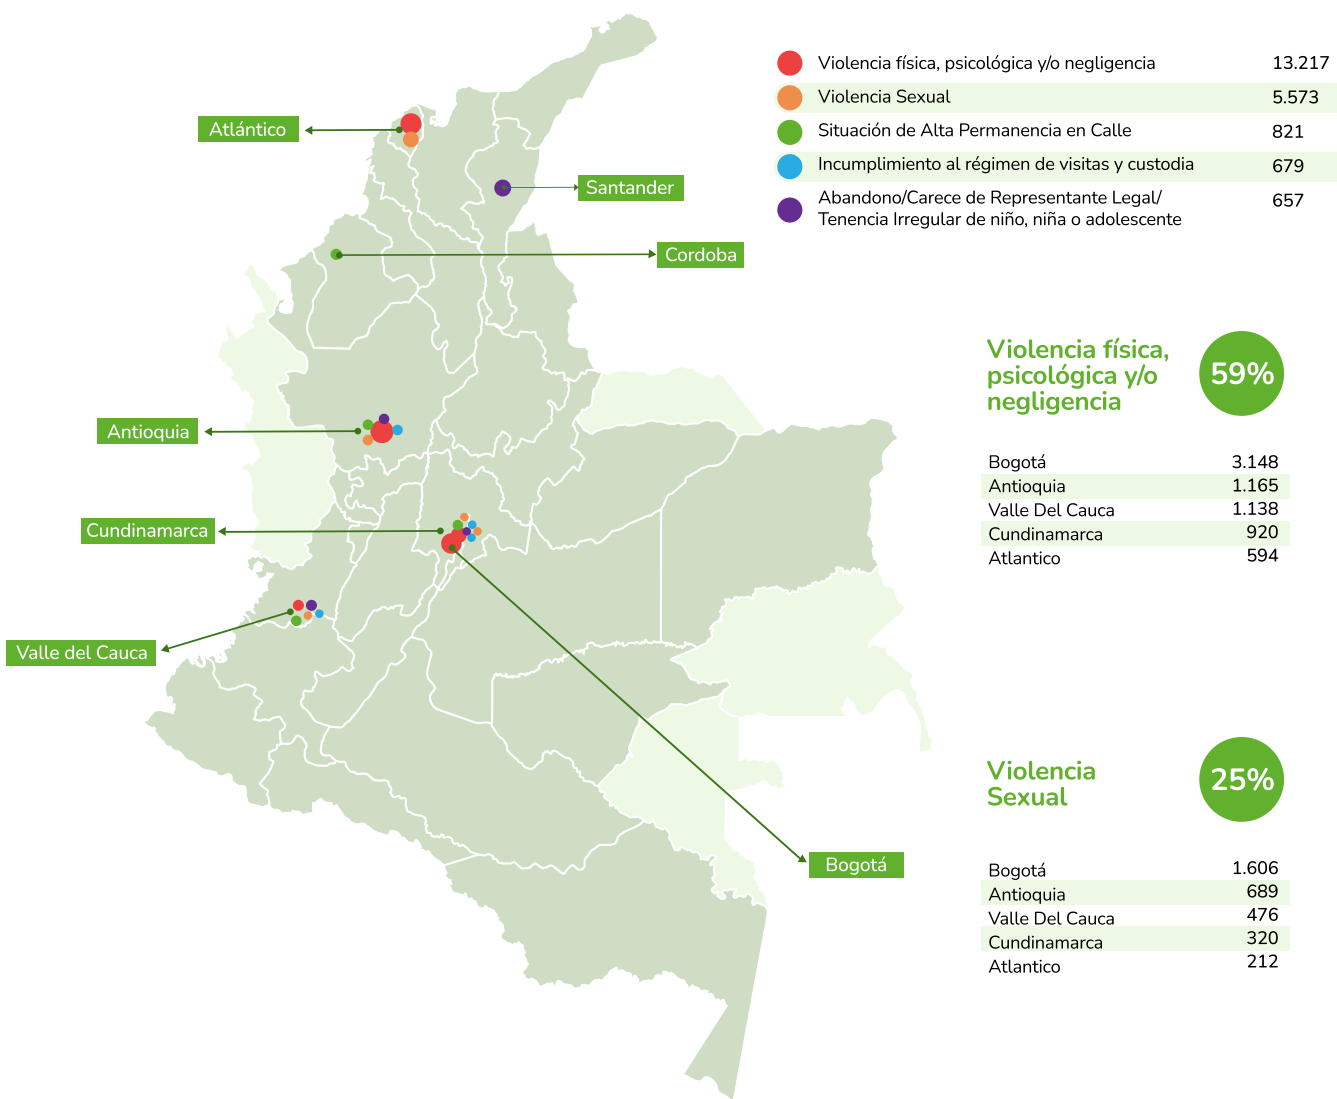 Violencia física, psicológica y/o negligencia 13.217
Violencia Sexual 5.573
Situación de Alta Permanencia en Calle 821
Incumplimiento al régimen de visitas y custodia 679
Abandono/Carece de Representante Legal/ 657
Tenencia Irregular de niño, niña o adolescente
Atlántico
Santander
Cordoba
Antioquia
Cundinamarca
Valle del Cauca
Bogotá
Violencia física,
psicológica y/o
negligencia
59%
Bogotá 3.148
Antioquia 1.165
Valle Del Cauca 1.138
Cundinamarca 920
Atlantico 594
Violencia
Sexual
25%
Bogotá 1.606
Antioquia 689
Valle Del Cauca 476
Cundinamarca 320
Atlantico 212